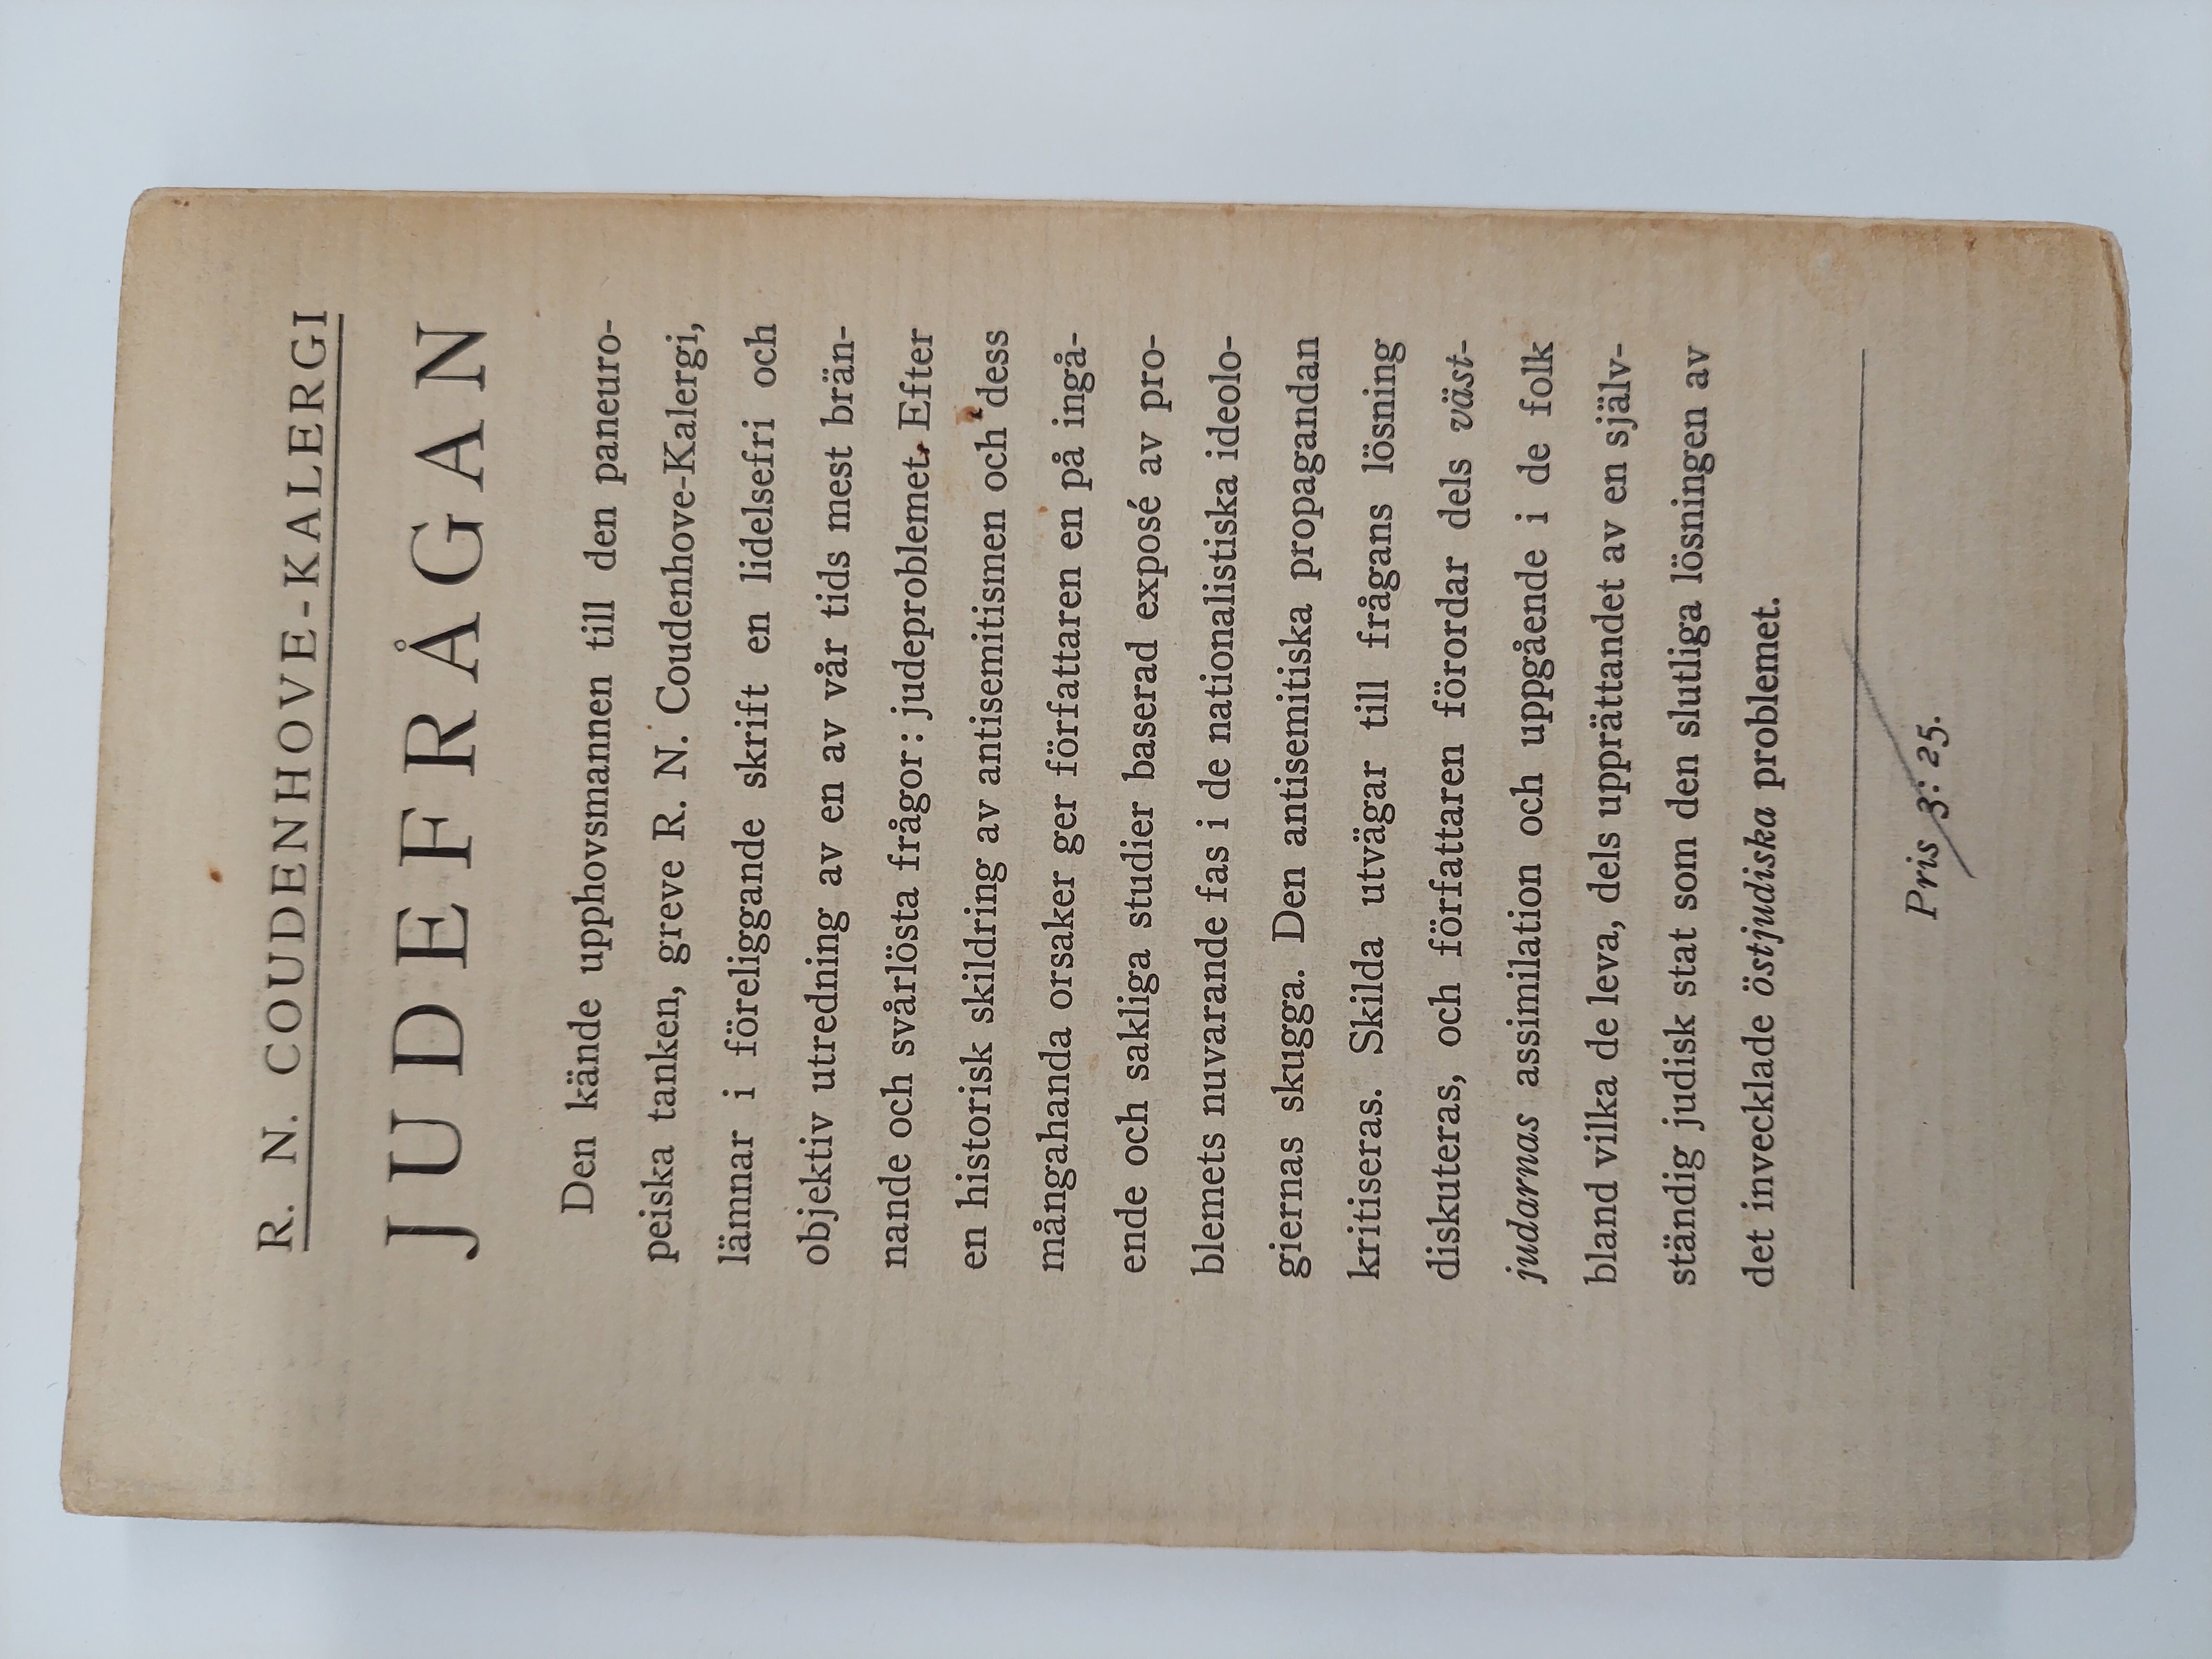 R. N. COUDENHOVE-KALERGI
JUDEFRÅGAN
Den kände upphovsmannen till den paneuro-
peiska tanken, greve R. N. Coudenhove-Kalergi,
lämnar i föreliggande skrift en lidelsefri och
objektiv utredning av en av vår tids mest brän-
nande och svårlösta frågor: judeproblemet. Efter
en historisk skildring av antisemitismen och dess
mångahanda orsaker ger författaren en på ingå-
ende och sakliga studier baserad exposé av pro-
blemets nuvarande fas i de nationalistiska ideolo-
giernas skugga. Den antisemitiska propagandan
kritiseras. Skilda utvägar till frågans lösning
diskuteras, och författaren förordar dels väst-
judarnas assimilation och uppgående i de folk
bland vilka de leva, dels upprättandet av en själv-
ständig judisk stat som den slutliga lösningen av
det invecklade östjudiska problemet.
Pris 3: 25.